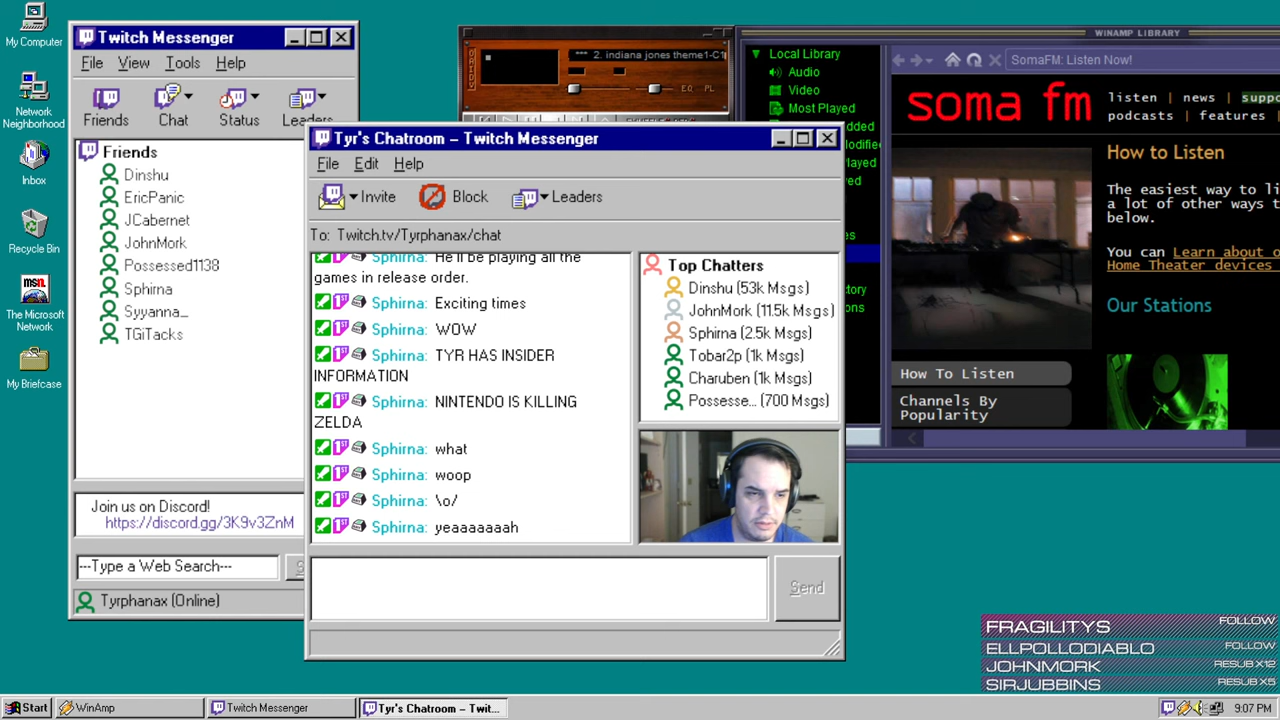 My Computer
Network
Neighborhood
Inbox
Recycle Bin
The Microsoft
Network
My Briefcase
Twitch Messenger
File View Tools Help
Friends Chat Status Leaders
Friends
Dinshu
EricPanic
JCabernet
JohnMork
Possessed1138
Sphirna
Syyanna_
TGiTacks
Join us on Discord!
https://discord.gg/3K9v3ZnM
---Type a Web Search---
Tyrphanax (Online)
*** 2. indiana jones theme1-C1
EQ PL
WINAMP LIBRARY
Local Library
Audio
Video
Most Played
SomaFM: Listen Now!
soma fm
listen | news | suppo
podcasts | features |
How to Listen
The easiest way to li
a lot of other ways t
below.
You can Learn about o
Home Theater devices
Our Stations
How To Listen
Channels By
Popularity
Tyr's Chatroom – Twitch Messenger
File Edit Help
Invite Block Leaders
To: Twitch.tv/Tyrphanax/chat
Sphirna: He'll be playing all the
games in release order.
Sphirna: Exciting times
Sphirna: WOW
Sphirna: TYR HAS INSIDER
INFORMATION
Sphirna: NINTENDO IS KILLING
ZELDA
Sphirna: what
Sphirna: woop
Sphirna: \o/
Sphirna: yeaaaaaaah
Top Chatters
Dinshu (53k Msgs)
JohnMork (11.5k Msgs)
Sphirna (2.5k Msgs)
Tobar2p (1k Msgs)
Charuben (1k Msgs)
Possesse... (700 Msgs)
Send
FRAGILITYS FOLLOW
ELLPOLLODIABLO FOLLOW
JOHNMORK RESUB X12
SIRJUBBINS RESUB X5
Start
WinAmp
Twitch Messenger
Tyr's Chatroom – Twit...
9:07 PM